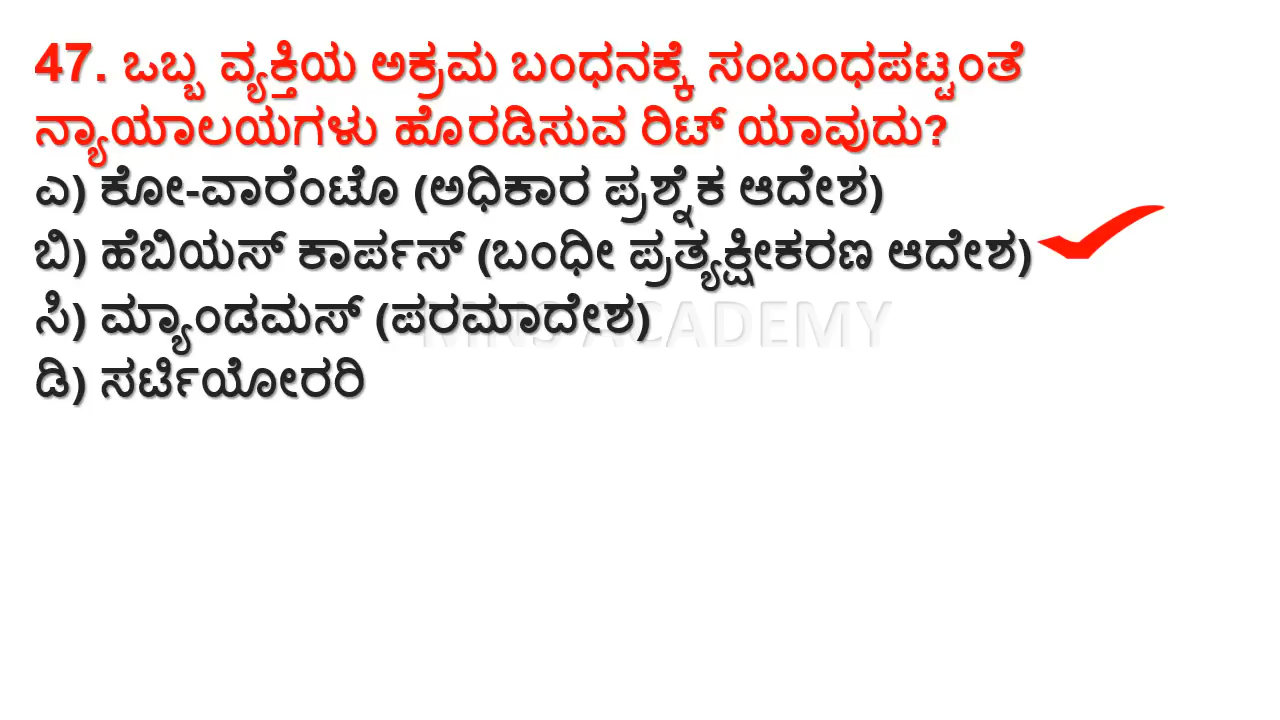 47. ಒಬ್ಬ ವ್ಯಕ್ತಿಯ ಅಕ್ರಮ ಬಂಧನಕ್ಕೆ ಸಂಬಂಧಪಟ್ಟಂತೆ
ನ್ಯಾಯಾಲಯಗಳು ಹೊರಡಿಸುವ ರಿಟ್ ಯಾವುದು?
ಎ) ಕೋ-ವಾರೆಂಟೊ (ಅಧಿಕಾರ ಪ್ರಶ್ನೆಕ ಆದೇಶ)
ಬಿ) ಹೆಬಿಯಸ್ ಕಾರ್ಪಸ್ (ಬಂಧೀ ಪ್ರತ್ಯಕ್ಷೀಕರಣ ಆದೇಶ)
ಸಿ) ಮ್ಯಾಂಡಮಸ್ (ಪರಮಾದೇಶ)
ACADEMY
ಡಿ) ಸರ್ಟಿಯೋರರಿ